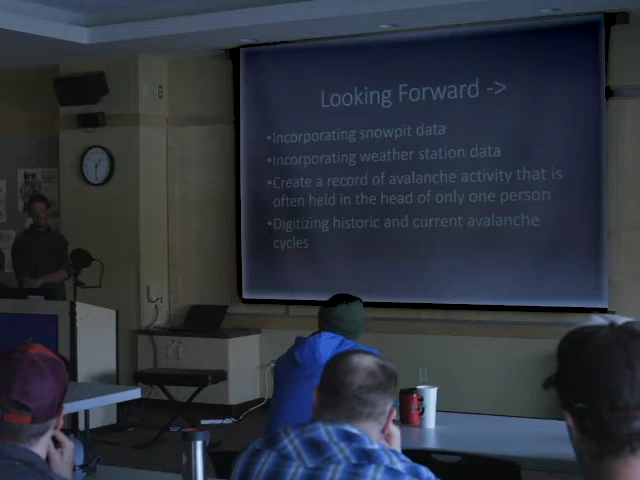 Looking Forward ->
•Incorporating snowpit data
•Incorporating weather station data
•Create a record of avalanche activity that is
often held in the head of only one person
•Digitizing historic and current avalanche
cycles